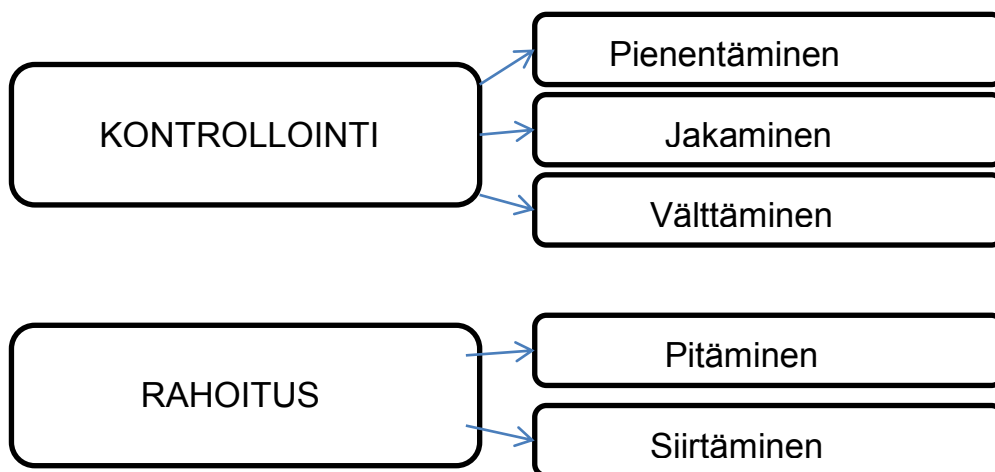 KONTROLLOINTI
Pienentäminen
Jakaminen
Välttäminen
RAHOITUS
Pitäminen
Siirtäminen